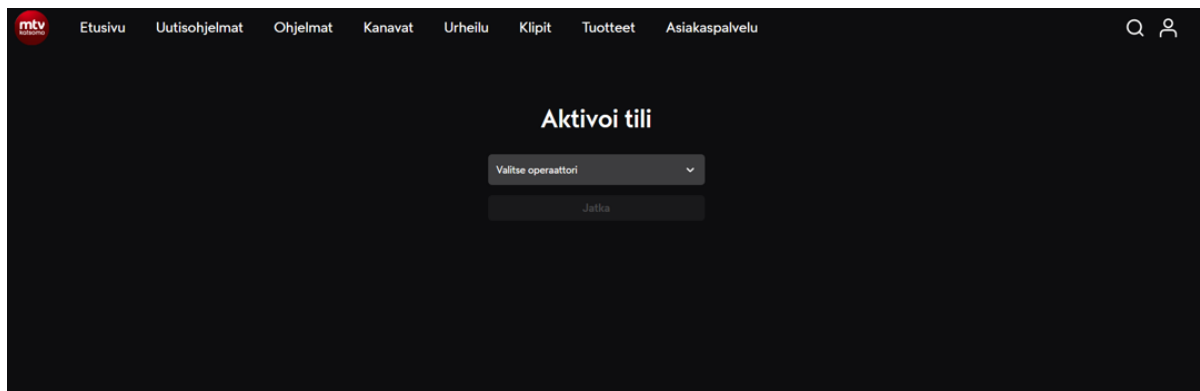 mtv
katsomo
Etusivu Uutisohjelmat Ohjelmat Kanavat Urheilu Klipit Tuotteet Asiakaspalvelu
Aktivoi tili
Valitse operaattori
Jatka